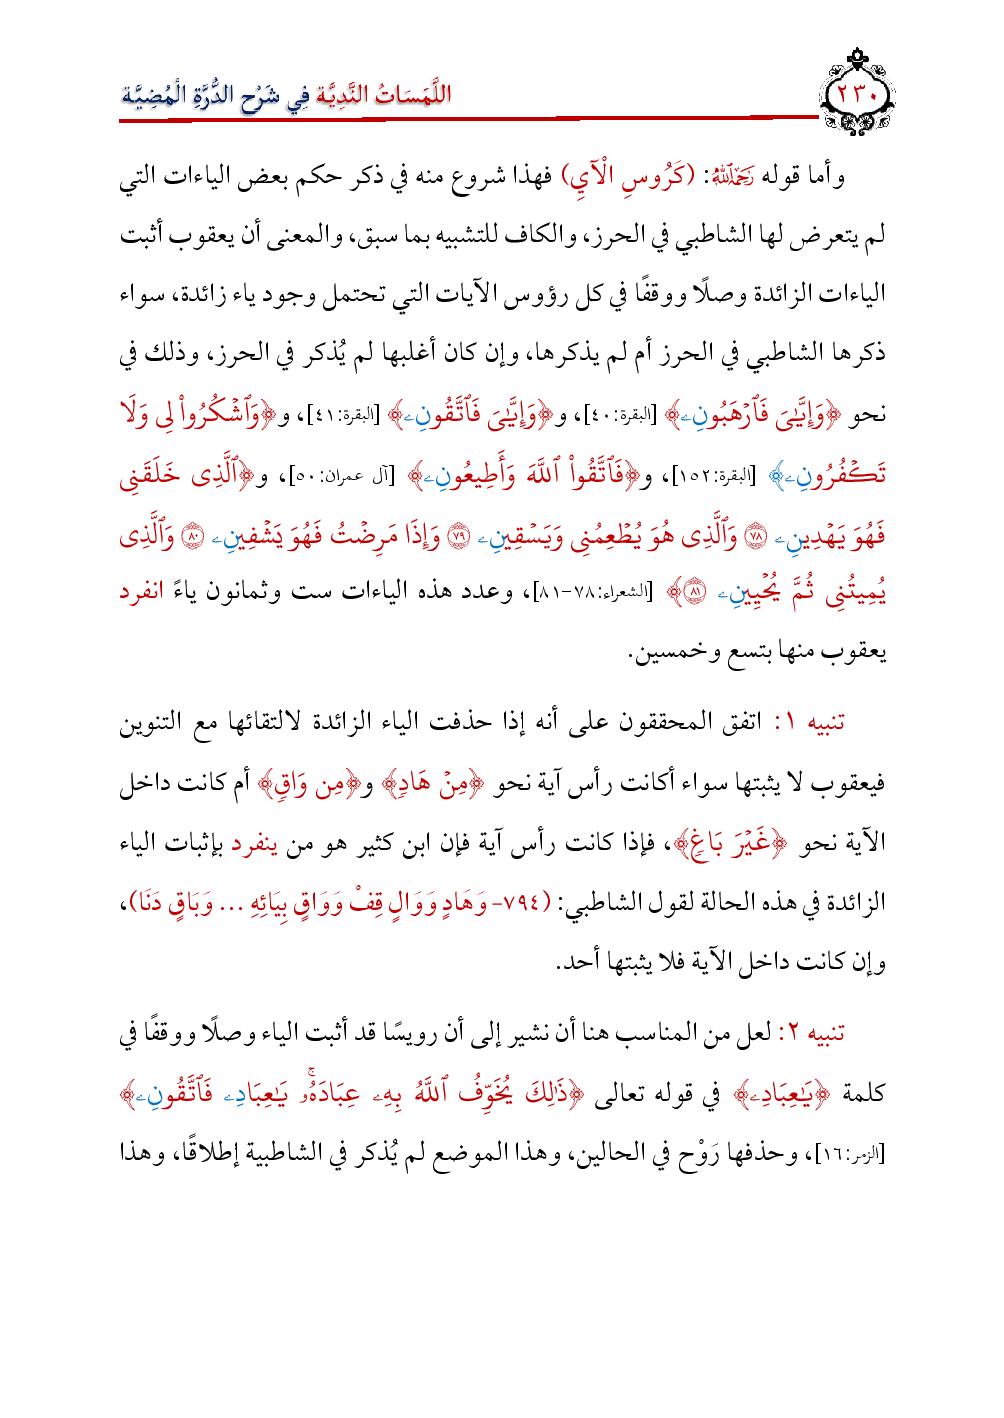 ٢٣٠
اللَّمَسَاتُ النَّدِيَّة فِي شَرْحِ الدُّرَّةِ الْمُضِيَّة
وأما قوله رَحِمَهُ ٱللَّهُ: (كَرُوسِ الْآيِ) فهذا شروع منه في ذكر حكم بعض الياءات التي
لم يتعرض لها الشاطبي في الحرز، والكاف للتشبيه بما سبق، والمعنى أن يعقوب أثبت
الياءات الزائدة وصلًا ووقفًا في كل رؤوس الآيات التي تحتمل وجود ياء زائدة، سواء
ذكرها الشاطبي في الحرز أم لم يذكرها، وإن كان أغلبها لم يُذكر في الحرز، وذلك في
نحو ﴿وَإِيَّٰيَ فَٱرْهَبُونِۦ﴾ [البقرة:٤٠]، و﴿وَإِيَّٰيَ فَٱتَّقُونِۦ﴾ [البقرة:٤١]، و﴿وَٱشْكُرُواْ لِى وَلَا
تَكْفُرُونِۦ﴾ [البقرة:١٥٢]، و﴿فَٱتَّقُواْ ٱللَّهَ وَأَطِيعُونِۦ﴾ [آل عمران:٥٠]، و﴿ٱلَّذِى خَلَقَنِى
فَهُوَ يَهْدِينِۦ ٧٨ وَٱلَّذِى هُوَ يُطْعِمُنِى وَيَسْقِينِۦ ٧٩ وَإِذَا مَرِضْتُ فَهُوَ يَشْفِينِۦ ٨٠ وَٱلَّذِى
يُمِيتُنِى ثُمَّ يُحْيِينِۦ ٨١﴾ [الشعراء:٧٨-٨١]، وعدد هذه الياءات ست وثمانون ياءً انفرد
يعقوب منها بتسع وخمسين.
تنبيه ١: اتفق المحققون على أنه إذا حذفت الياء الزائدة لالتقائها مع التنوين
فيعقوب لا يثبتها سواء أكانت رأس آية نحو ﴿مِنْ هَادٍ﴾ و﴿مِن وَاقٍ﴾ أم كانت داخل
الآية نحو ﴿غَيْرَ بَاغٍ﴾، فإذا كانت رأس آية فإن ابن كثير هو من ينفرد بإثبات الياء
الزائدة في هذه الحالة لقول الشاطبي: (٧٩٤- وَهَادٍ وَوَالٍ قِفْ وَوَاقٍ بِيَائِهِ ... وَبَاقٍ دَنَا)،
وإن كانت داخل الآية فلا يثبتها أحد.
تنبيه ٢: لعل من المناسب هنا أن نشير إلى أن رويسًا قد أثبت الياء وصلًا ووقفًا في
كلمة ﴿يَٰعِبَادِۦ﴾ في قوله تعالى ﴿ذَٰلِكَ يُخَوِّفُ ٱللَّهُ بِهِۦ عِبَادَهُۥۚ يَٰعِبَادِۦ فَٱتَّقُونِۦ﴾
[الزمر:١٦]، وحذفها رَوْح في الحالين، وهذا الموضع لم يُذكر في الشاطبية إطلاقًا، وهذا